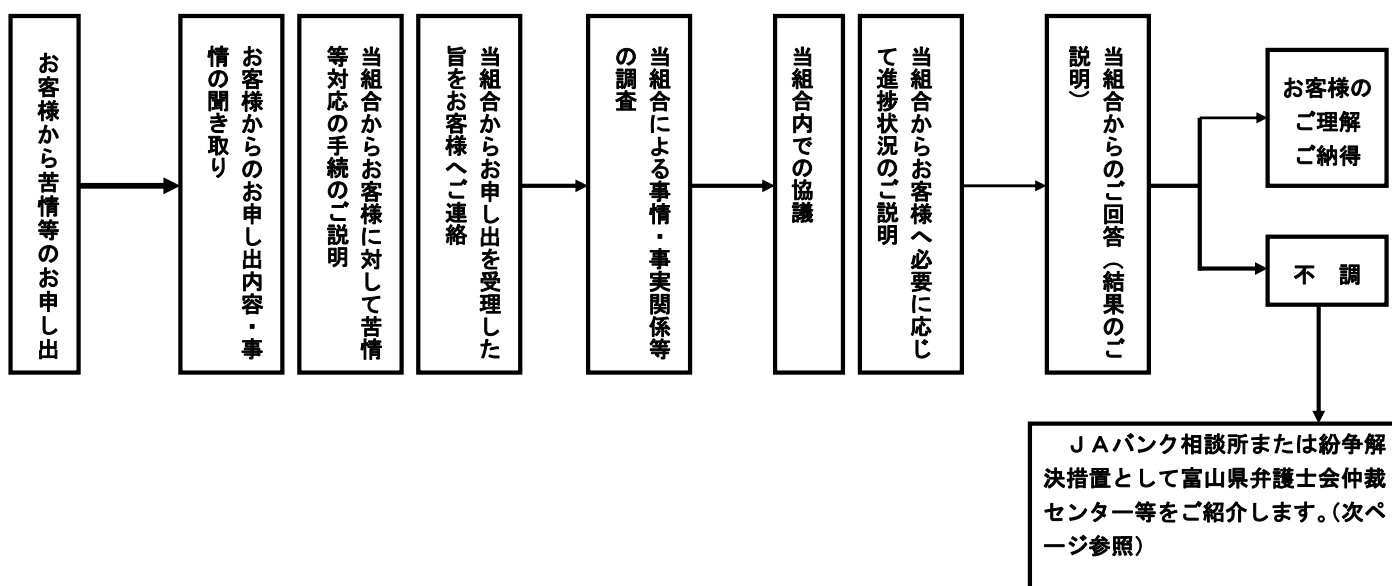 お客様から苦情等のお申し出
お客様からのお申し出内容・事
情の聞き取り
当組合からお客様に対して苦情
等対応の手続のご説明
当組合からお申し出を受理した
旨をお客様へご連絡
当組合による事情・事実関係等
の調査
当組合内での協議
当組合からお客様へ必要に応じ
て進捗状況のご説明
当組合からのご回答（結果のご
説明）
お客様の
ご理解
ご納得
不　調
ＪＡバンク相談所または紛争解
決措置として富山県弁護士会仲裁
センター等をご紹介します。（次ペ
ージ参照）